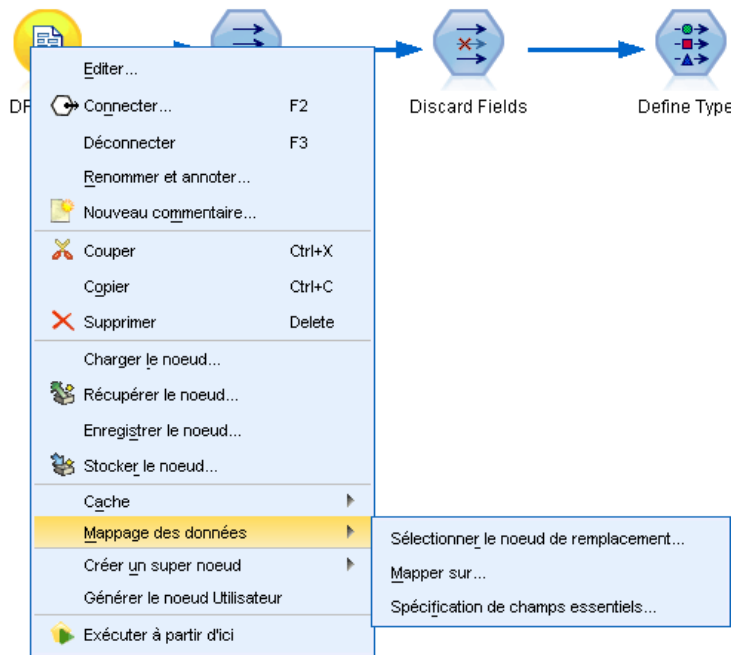 DF
Discard Fields
Define Type
Editer...
Connecter... F2
Déconnecter F3
Renommer et annoter...
Nouveau commentaire...
Couper Ctrl+X
Copier Ctrl+C
Supprimer Delete
Charger le noeud...
Récupérer le noeud...
Enregistrer le noeud...
Stocker le noeud...
Cache
Mappage des données
Sélectionner le noeud de remplacement...
Mapper sur...
Spécification de champs essentiels...
Créer un super noeud
Générer le noeud Utilisateur
Exécuter à partir d'ici